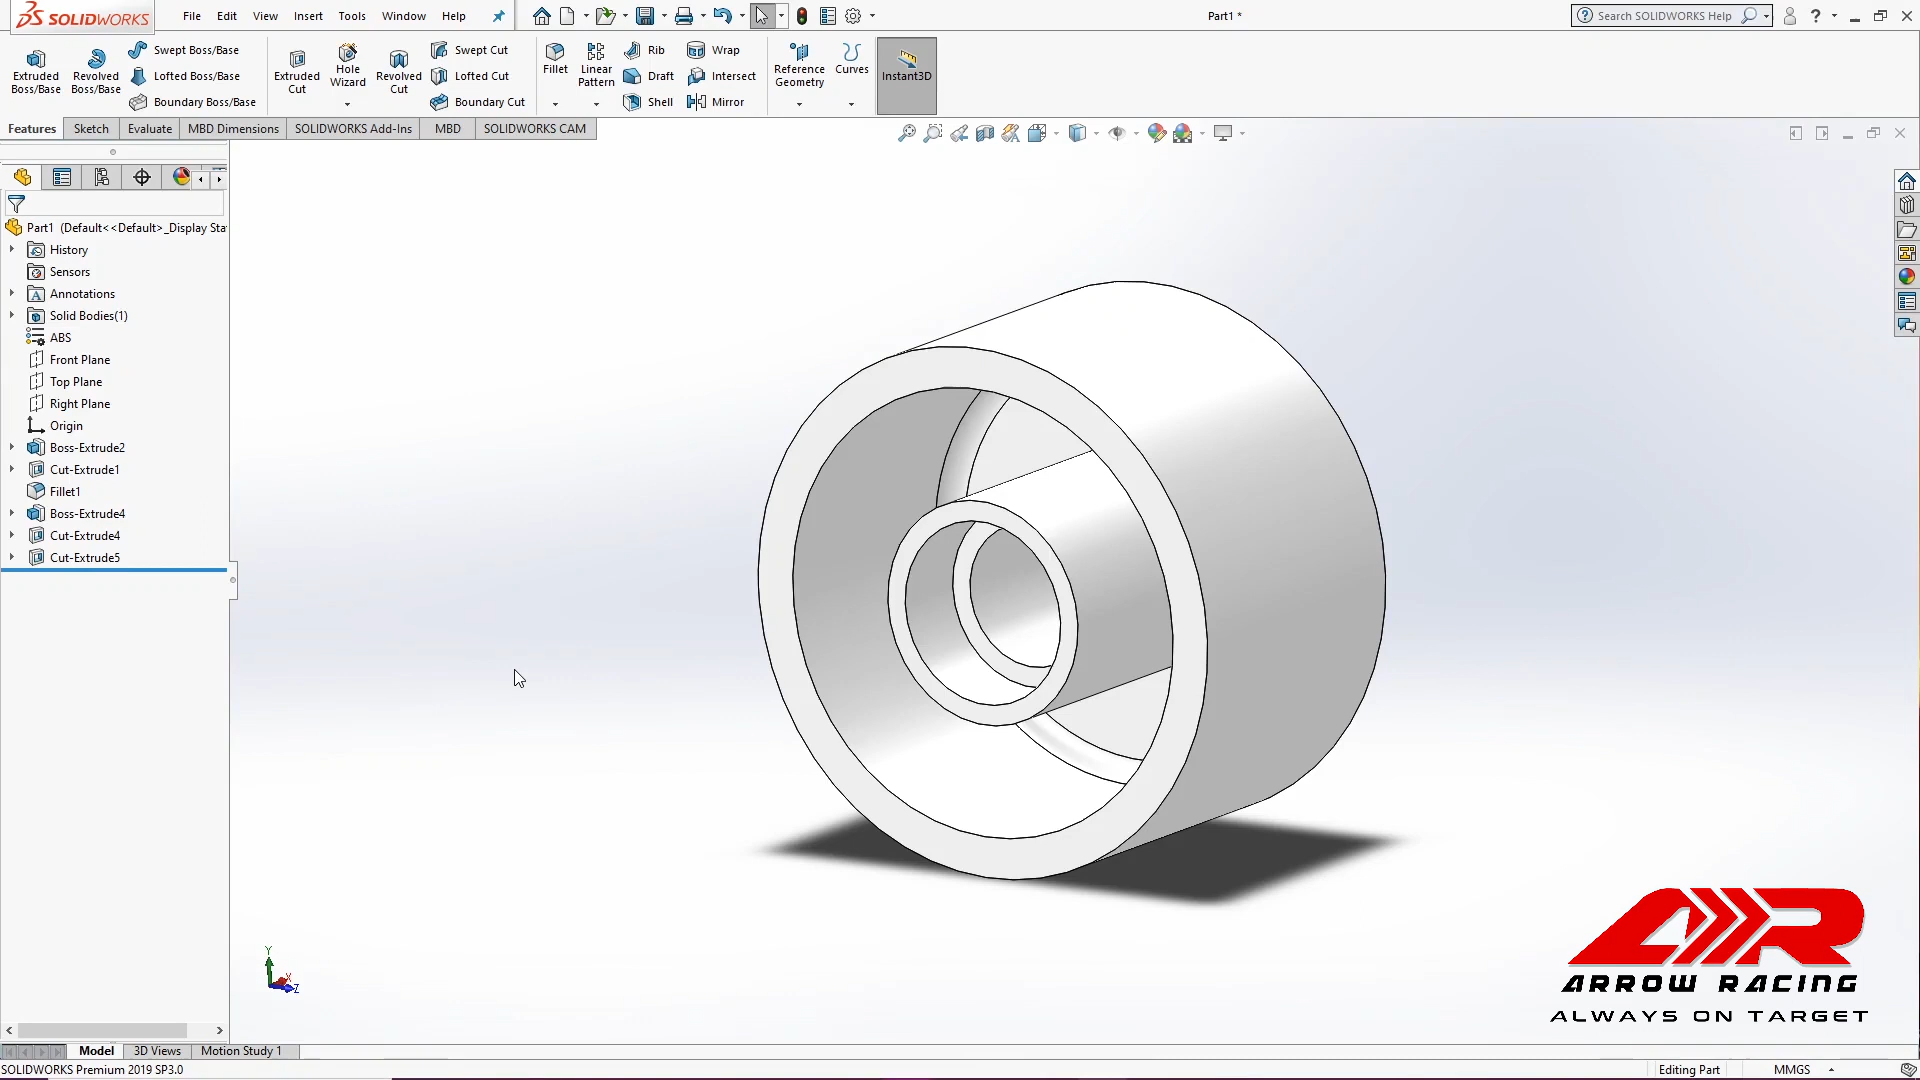 SOLIDWORKS
File Edit View Insert Tools Window Help
Part1 *
Search SOLIDWORKS Help
Extruded Boss/Base
Revolved Boss/Base
Swept Boss/Base
Lofted Boss/Base
Boundary Boss/Base
Extruded Cut
Hole Wizard
Revolved Cut
Swept Cut
Lofted Cut
Boundary Cut
Fillet
Linear Pattern
Rib
Draft
Shell
Wrap
Intersect
Mirror
Reference Geometry
Curves
Instant3D
Features Sketch Evaluate MBD Dimensions SOLIDWORKS Add-Ins MBD SOLIDWORKS CAM
Part1 (Default<<Default>_Display Sta
History
Sensors
Annotations
Solid Bodies(1)
ABS
Front Plane
Top Plane
Right Plane
Origin
Boss-Extrude2
Cut-Extrude1
Fillet1
Boss-Extrude4
Cut-Extrude4
Cut-Extrude5
Y
X
Z
AR
ARROW RACING
ALWAYS ON TARGET
Model 3D Views Motion Study 1
SOLIDWORKS Premium 2019 SP3.0
Editing Part MMGS